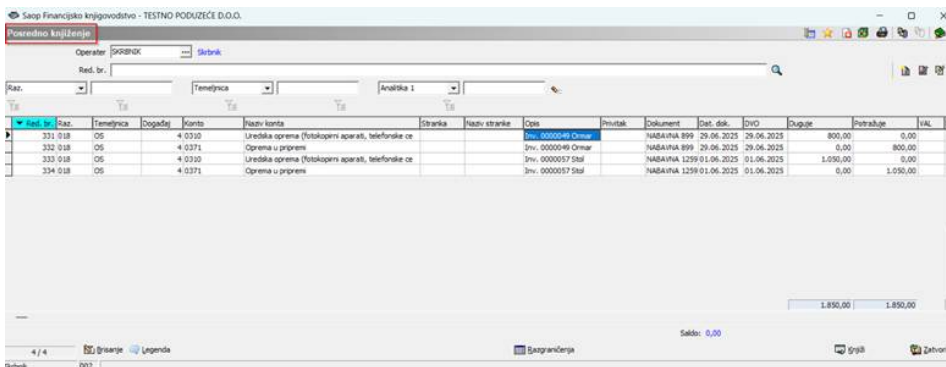 Saop Financijsko knjigovodstvo - TESTNO PODUZEĆE D.O.O.
Posredno knjiženje
Operater SKRBNIK ... Skrbnik
Red. br.
Raz. Temeljnica Analitika 1
Red. br. Raz. Temeljnica Događaj Konto Naziv konta Stranka Naziv stranke Opis Privitak Dokument Dat. dok. DVO Duguje Potražuje VAL
331 018 OS 4 0310 Uredska oprema (fotokopirni aparati, telefonske ce Inv. 0000049 Ormar NABAVNA 899 29.06.2025 29.06.2025 800,00 0,00
332 018 OS 4 0371 Oprema u pripremi Inv. 0000049 Ormar NABAVNA 899 29.06.2025 29.06.2025 0,00 800,00
333 018 OS 4 0310 Uredska oprema (fotokopirni aparati, telefonske ce Inv. 0000057 Stol NABAVNA 1259 01.06.2025 01.06.2025 1.050,00 0,00
334 018 OS 4 0371 Oprema u pripremi Inv. 0000057 Stol NABAVNA 1259 01.06.2025 01.06.2025 0,00 1.050,00
1.850,00 1.850,00
Saldo: 0,00
4 / 4 Brisanje Legenda Razgraničenja Knjiži Zatvori